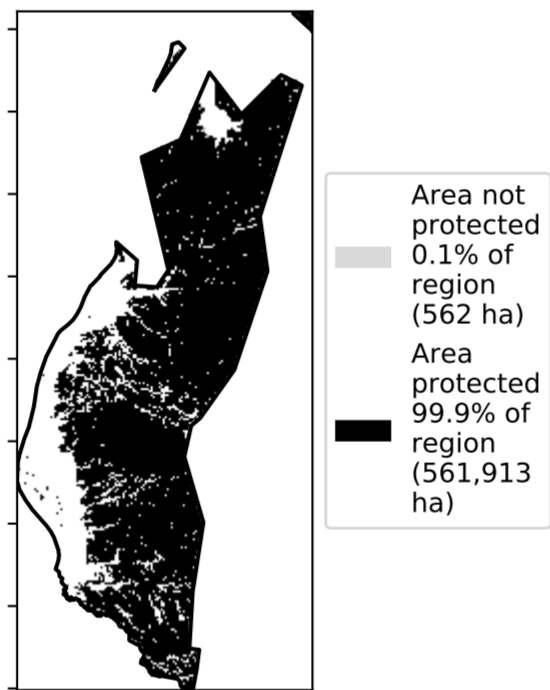 Area not
protected
0.1% of
region
(562 ha)
Area
protected
99.9% of
region
(561,913
ha)